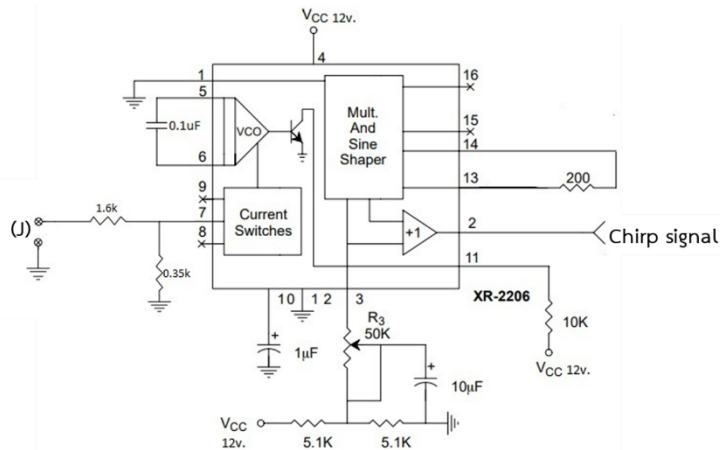 VCC 12v.
4
1
16
5
0.1uF
VCO
Mult.
And
Sine
Shaper
15
14
6
13
200
9
1.6k
(J)
7
Current
Switches
8
+1
2
Chirp signal
0.35k
11
10
1 2
3
XR-2206
R3
50K
10K
1µF
VCC 12v.
10µF
VCC
12v.
5.1K
5.1K